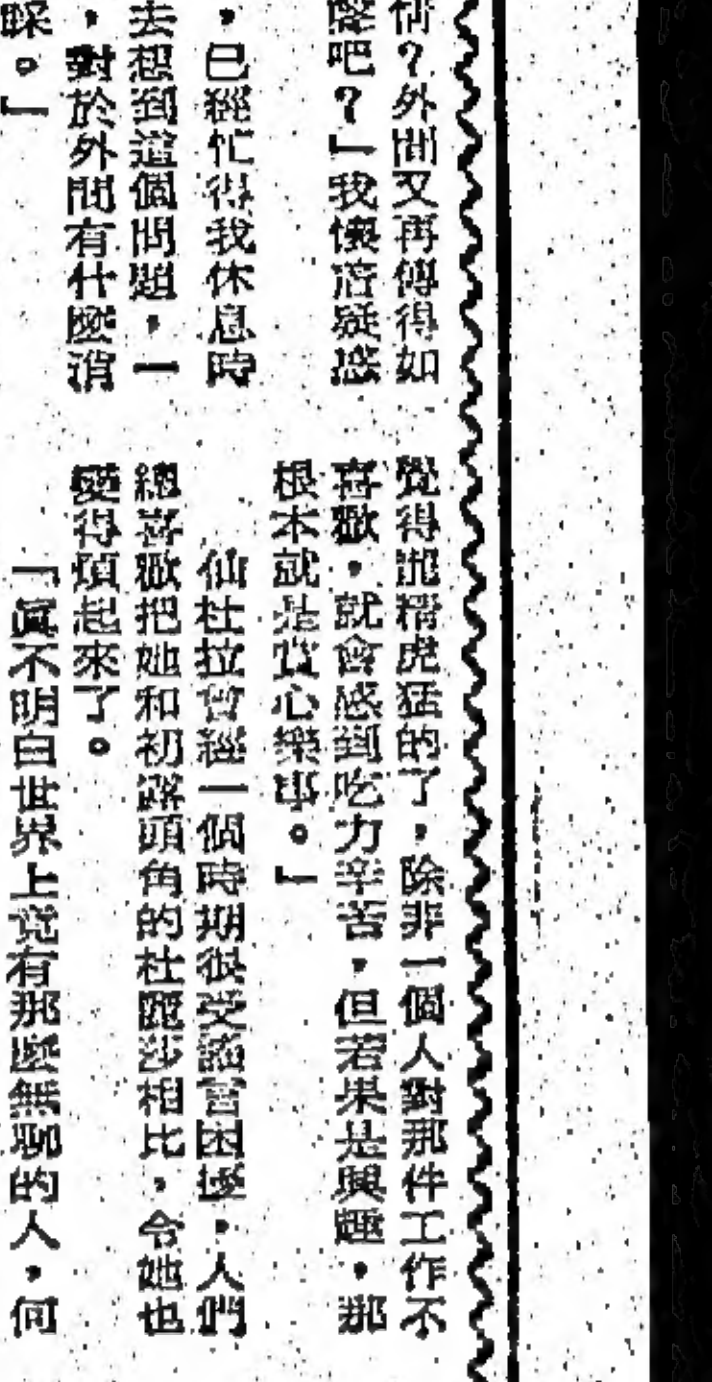 情？外間又再傳得如
聲吧？」我懷着疑惑
，已經忙得我休息時
去想到這個問題，一
，對於外間有什麼消
睬。」
覺得龍精虎猛的了，除非一個人對那件工作不
喜歡，就會感到吃力辛苦，但若果是興趣，那
根本就是賞心樂事。」
仙杜拉曾經一個時期很受謠言困擾，人們
總喜歡把她和初露頭角的杜麗莎相比，令她也
變得煩起來了。
「眞不明白世界上竟有那麼無聊的人，何